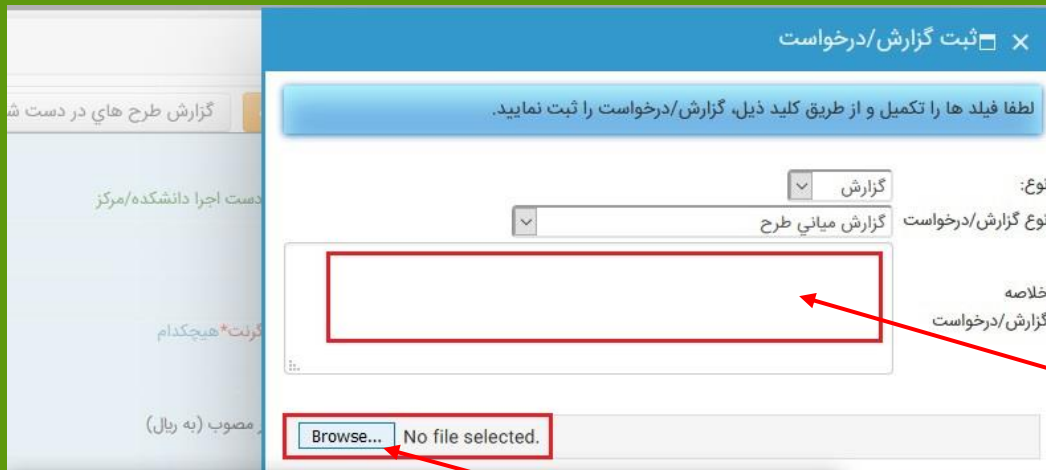 ثبت گزارش/درخواست
لطفا فیلد ها را تکمیل و از طریق کلید ذیل، گزارش/درخواست را ثبت نمایید.
گزارش طرح هاي در دست
نوع:
گزارش
نوع گزارش/درخواست
گزارش میاني طرح
دست اجرا دانشکده/مرکز
خلاصه
گزارش/درخواست
گرنت*هیچکدام
مصوب (به ریال)
Browse... No file selected.